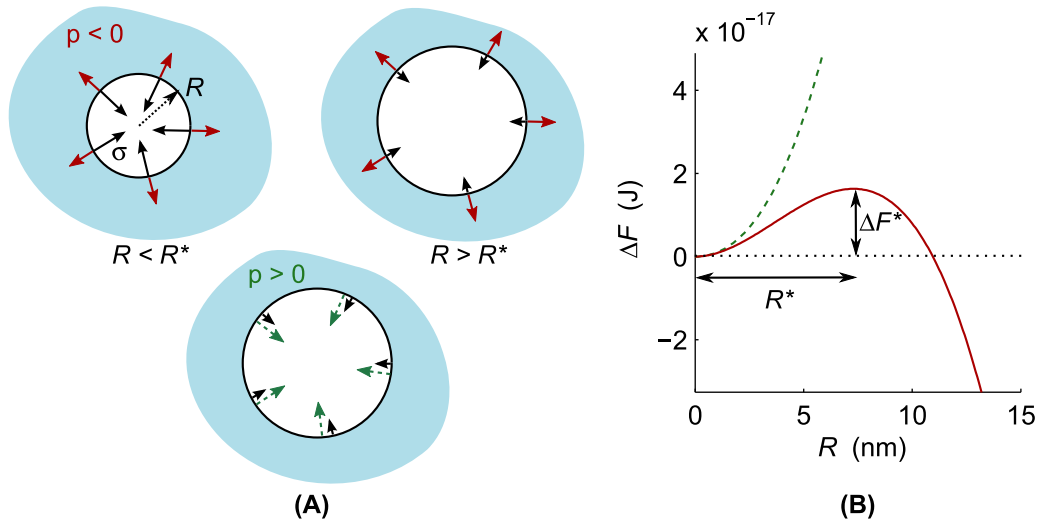 p < 0
R
σ
R < R*
R > R*
p > 0
(A)
x 10⁻¹⁷
4
2
0
−2
ΔF (J)
ΔF*
R*
0
5
10
15
R (nm)
(B)